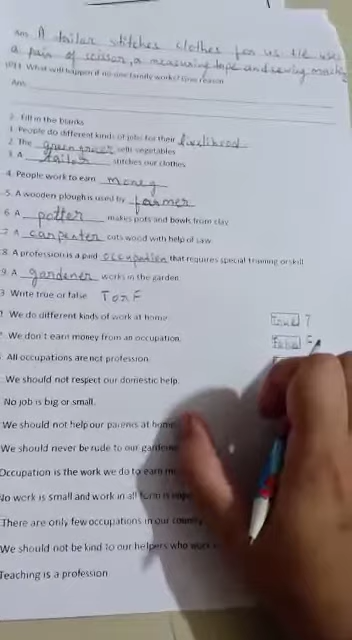 Ans A tailor stitches clothes for us. He uses
a pair of scissor, a measuring tape and sewing machine
Q11. What will happen if no one family works? Give reason
Ans
2. Fill in the blanks
1. People do different kinds of jobs for their livelihood
2. The green grocer sells vegetables
3. A tailor stitches our clothes
4. People work to earn money
5. A wooden plough is used by farmer
6. A potter makes pots and bowls from clay
7. A carpenter cuts wood with help of saw
8. A profession is a paid occupation that requires special training or skill
9. A gardener works in the garden
3 Write true or false T or F
We do different kinds of work at home True T
We don't earn money from an occupation. False F
All occupations are not profession
We should not respect our domestic help.
No job is big or small.
We should not help our parents at home
We should never be rude to our gardener
Occupation is the work we do to earn
No work is small and work in all form is
There are only few occupations in our country
We should not be kind to our helpers who work
Teaching is a profession